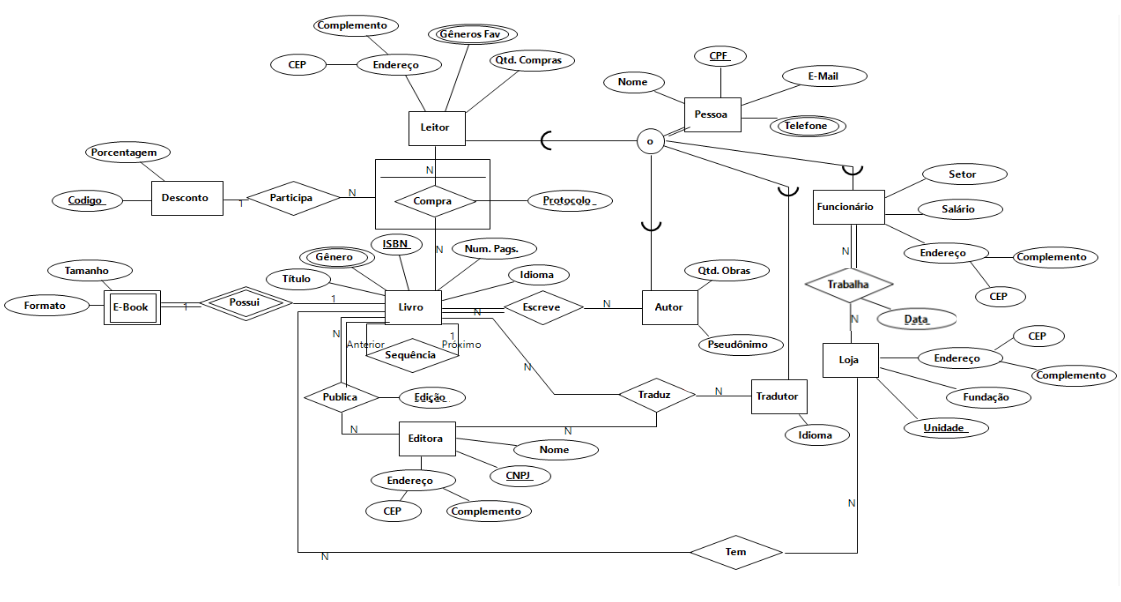 Complemento
Gêneros Fav
CEP
Endereço
Qtd. Compras
CPF
Nome
E-Mail
Pessoa
Telefone
Leitor
o
Porcentagem
N
Setor
Codigo
Desconto
1
Participa
N
Compra
Protocolo
Funcionário
Salário
ISBN
Gênero
N
Num. Pags.
N
Endereço
Complemento
Tamanho
Título
Idioma
Qtd. Obras
Trabalha
CEP
Formato
E-Book
1
Possui
1
Livro
N
Escreve
N
Autor
Data
N
N
Anterior
1
Próximo
Pseudônimo
CEP
Sequência
Loja
Endereço
Complemento
N
Publica
Edição
Traduz
N
Tradutor
Fundação
N
Editora
N
Unidade
Nome
Idioma
Endereço
CNPJ
CEP
Complemento
N
N
Tem